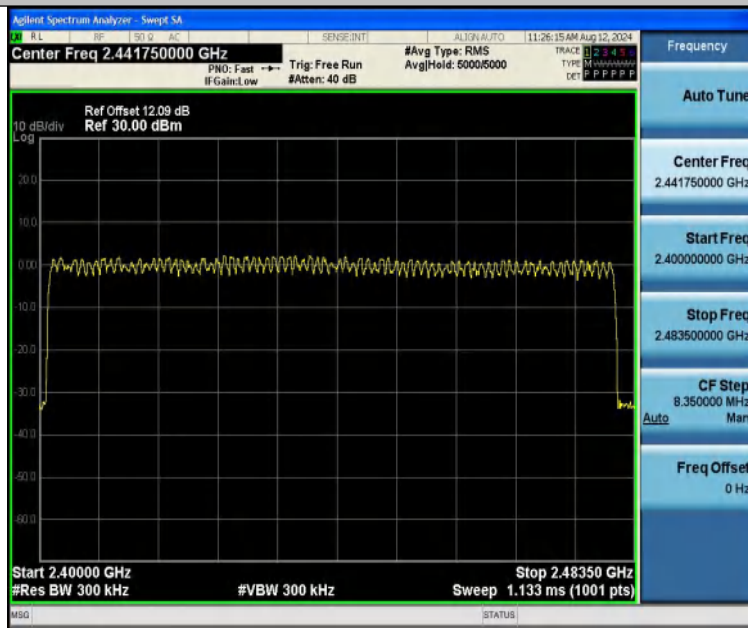 Agilent Spectrum Analyzer - Swept SA
RL RF 50 Ω AC SENSE:INT ALIGN AUTO 11:26:15 AM Aug 12, 2024
Center Freq 2.441750000 GHz
PNO: Fast
IFGain:Low
Trig: Free Run
#Atten: 40 dB
#Avg Type: RMS
Avg|Hold: 5000/5000
TRACE 1 2 3 4 5 6
TYPE M
DET P P P P P P
Ref Offset 12.09 dB
10 dB/div Ref 30.00 dBm
Log
20.0
10.0
0.00
-10.0
-20.0
-30.0
-40.0
-50.0
-60.0
Start 2.40000 GHz Stop 2.48350 GHz
#Res BW 300 kHz #VBW 300 kHz Sweep 1.133 ms (1001 pts)
MSG STATUS
Frequency
Auto Tune
Center Freq
2.441750000 GHz
Start Freq
2.400000000 GHz
Stop Freq
2.483500000 GHz
CF Step
8.350000 MHz
Auto Man
Freq Offset
0 Hz